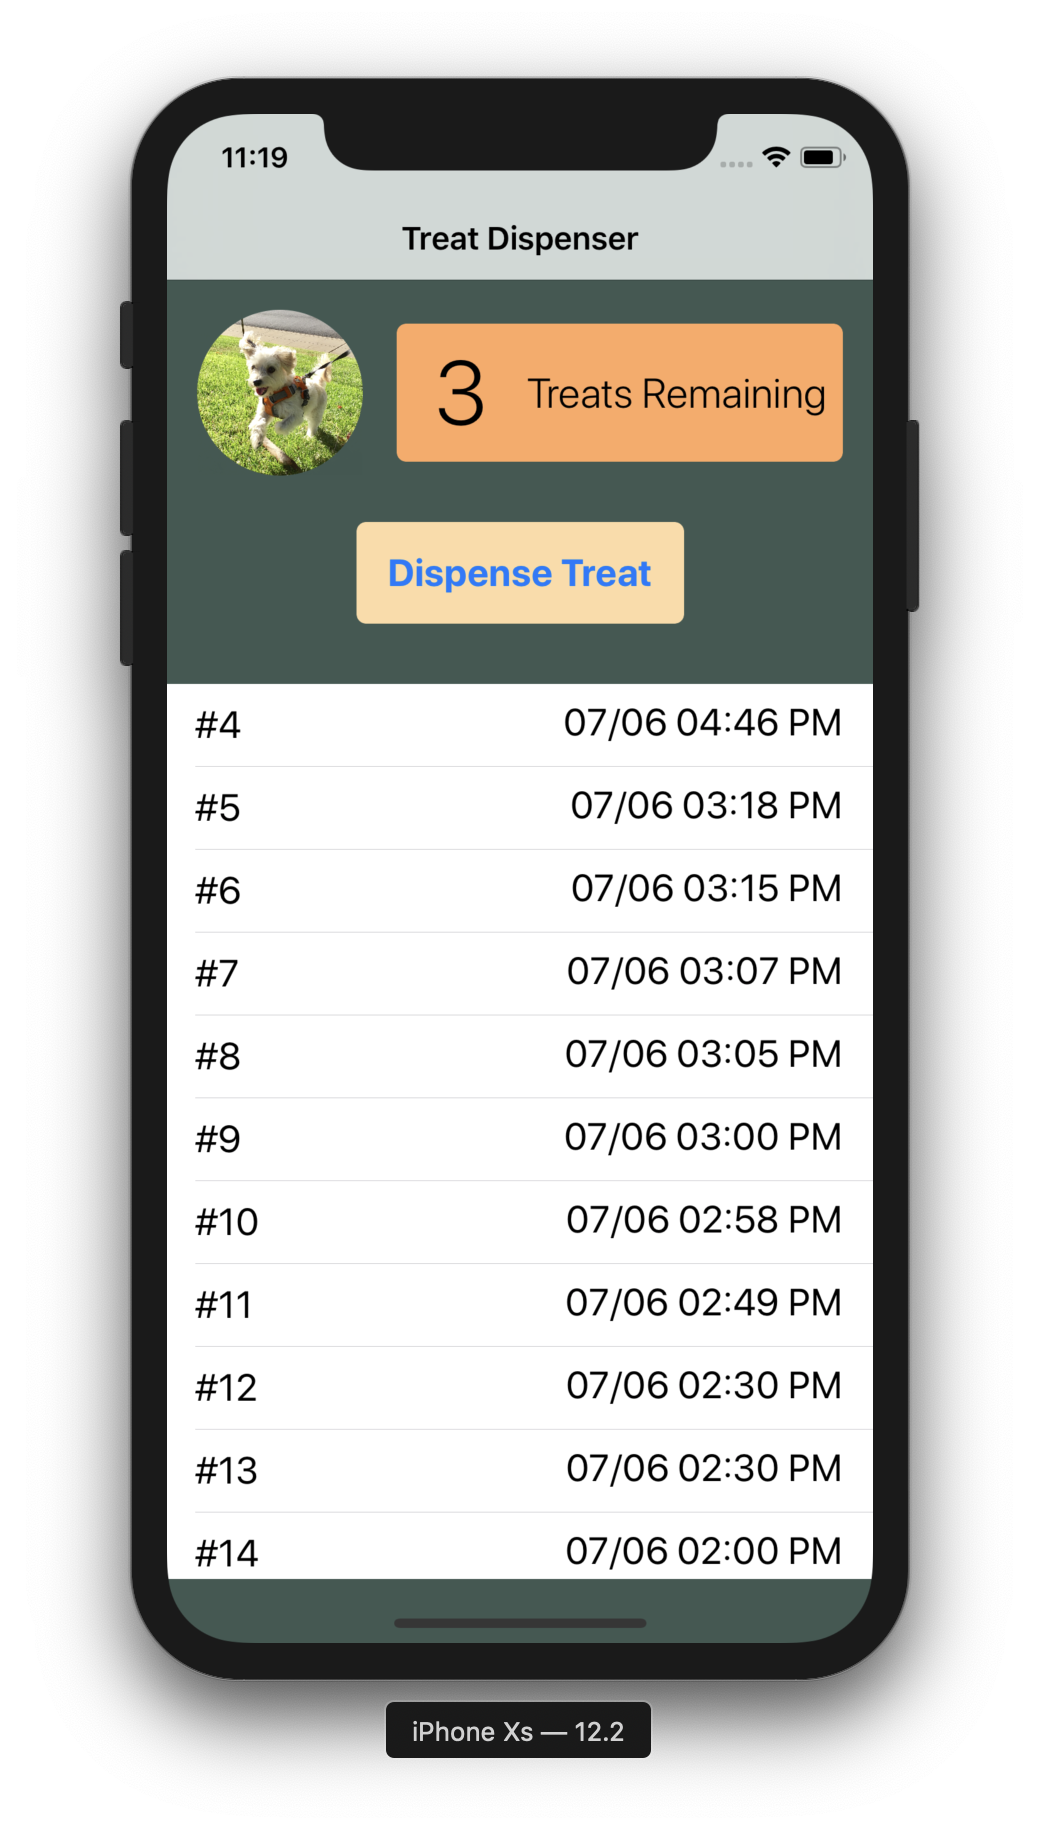 11:19
Treat Dispenser
3 Treats Remaining
Dispense Treat
#4 07/06 04:46 PM
#5 07/06 03:18 PM
#6 07/06 03:15 PM
#7 07/06 03:07 PM
#8 07/06 03:05 PM
#9 07/06 03:00 PM
#10 07/06 02:58 PM
#11 07/06 02:49 PM
#12 07/06 02:30 PM
#13 07/06 02:30 PM
#14 07/06 02:00 PM
iPhone Xs — 12.2